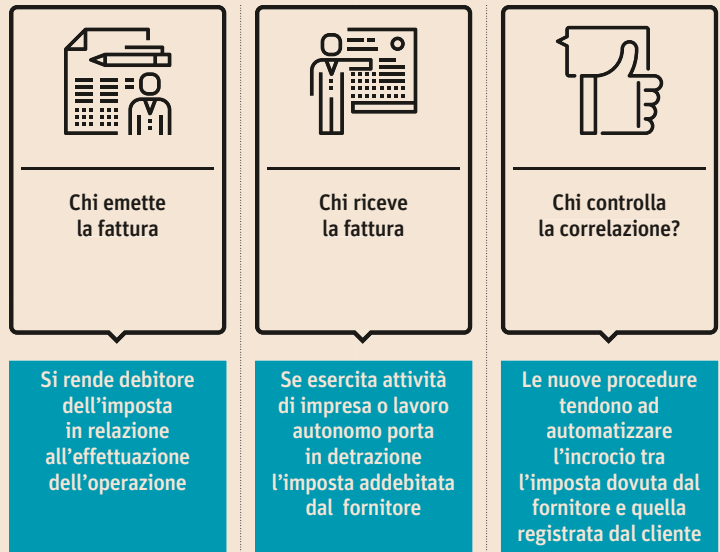 Chi emette
la fattura
Si rende debitore
dell'imposta
in relazione
all'effettuazione
dell'operazione
Chi riceve
la fattura
Se esercita attività
di impresa o lavoro
autonomo porta
in detrazione
l'imposta addebitata
dal fornitore
Chi controlla
la correlazione?
Le nuove procedure
tendono ad
automatizzare
l'incrocio tra
l'imposta dovuta dal
fornitore e quella
registrata dal cliente